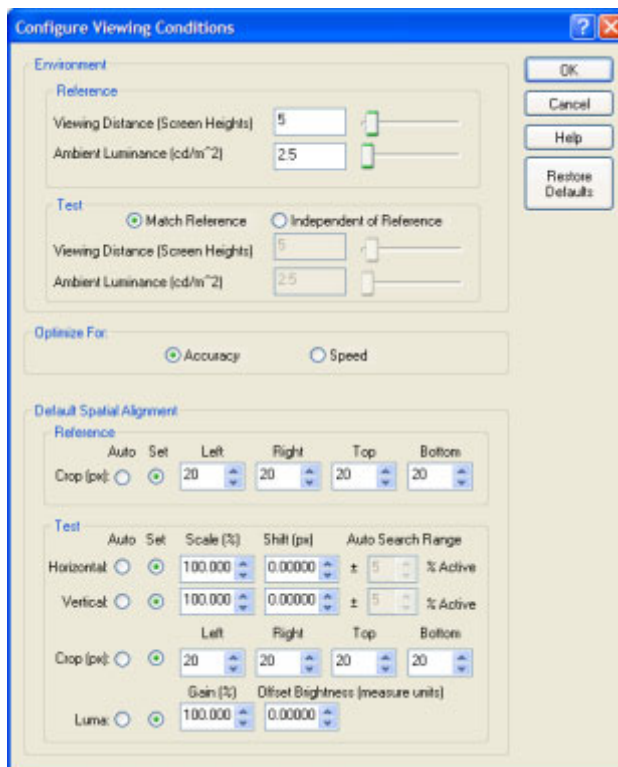 Configure Viewing Conditions
Environment
OK
Reference
Cancel
Viewing Distance (Screen Heights) 5
Help
Ambient Luminance (cd/m^2) 2.5
Restore Defaults
Test
Match Reference Independent of Reference
Viewing Distance (Screen Heights) 5
Ambient Luminance (cd/m^2) 2.5
Optimize For:
Accuracy Speed
Default Spatial Alignment
Reference
Auto Set Left Right Top Bottom
Crop (px): 20 20 20 20
Test
Auto Set Scale (%) Shift (px) Auto Search Range
Horizontal: 100.000 0.00000 ± 5 % Active
Vertical: 100.000 0.00000 ± 5 % Active
Left Right Top Bottom
Crop (px): 20 20 20 20
Gain (%) Offset Brightness (measure units)
Luma: 100.000 0.00000